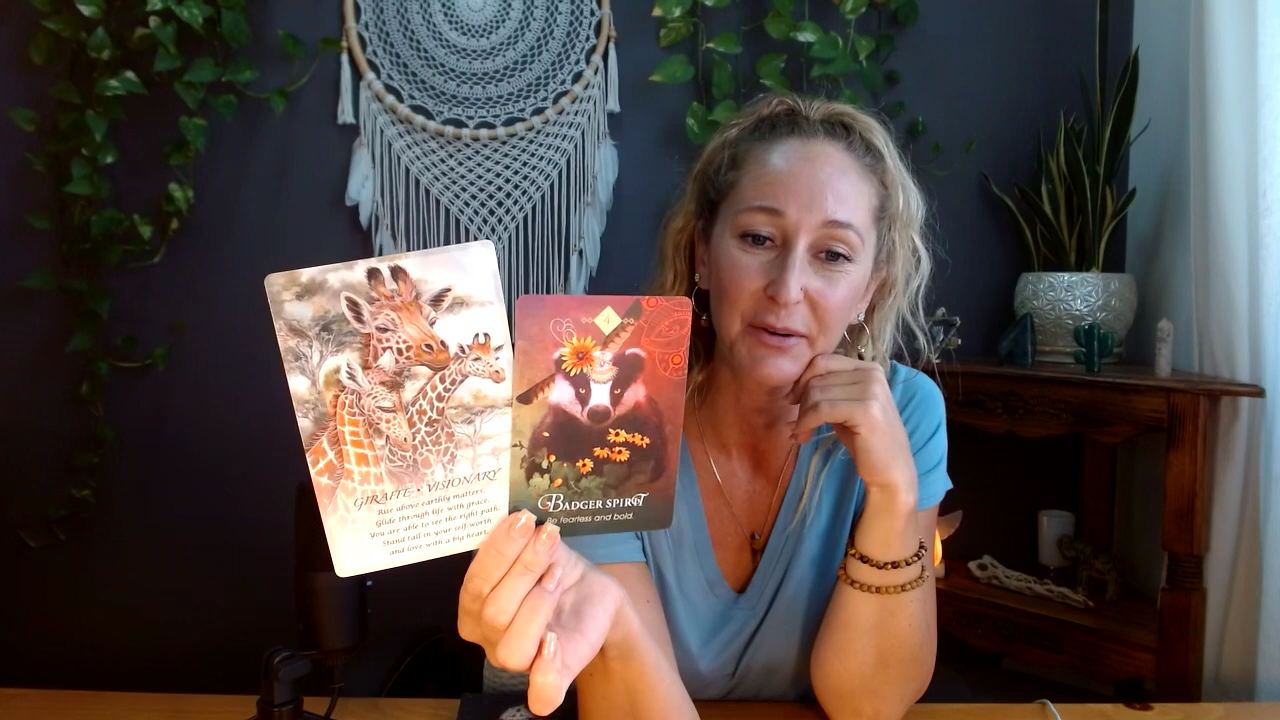 GIRAFFE - VISIONARY
Rise above earthly matters.
Glide through life with grace.
You are able to see the right path.
Stand tall in your self worth
and love with a big heart.
4
BADGER SPIRIT
Be fearless and bold.